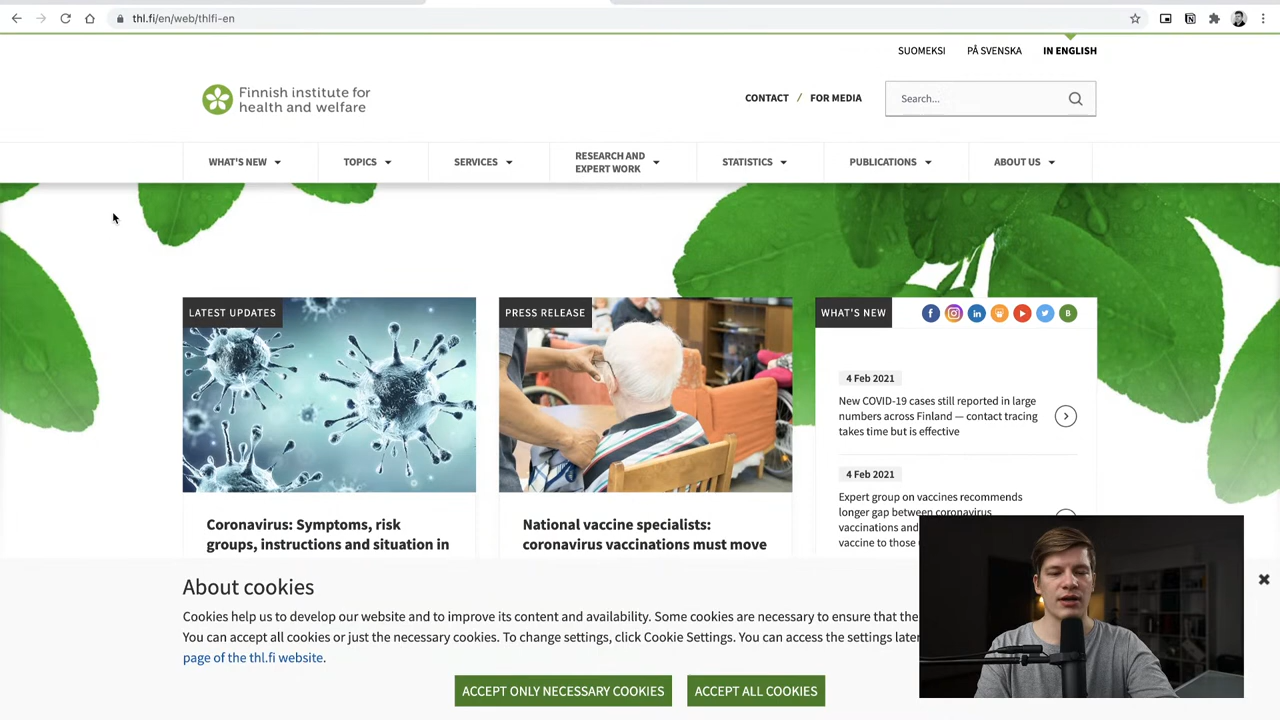 thl.fi/en/web/thlfi-en
SUOMEKSI PÅ SVENSKA IN ENGLISH
Finnish institute for
health and welfare
CONTACT / FOR MEDIA
Search...
WHAT'S NEW
TOPICS
SERVICES
RESEARCH AND
EXPERT WORK
STATISTICS
PUBLICATIONS
ABOUT US
LATEST UPDATES
Coronavirus: Symptoms, risk
groups, instructions and situation in
PRESS RELEASE
National vaccine specialists:
coronavirus vaccinations must move
WHAT'S NEW
4 Feb 2021
New COVID-19 cases still reported in large
numbers across Finland — contact tracing
takes time but is effective
4 Feb 2021
Expert group on vaccines recommends
longer gap between coronavirus
vaccinations and
vaccine to those
About cookies
Cookies help us to develop our website and to improve its content and availability. Some cookies are necessary to ensure that the
You can accept all cookies or just the necessary cookies. To change settings, click Cookie Settings. You can access the settings later
page of the thl.fi website.
ACCEPT ONLY NECESSARY COOKIES
ACCEPT ALL COOKIES